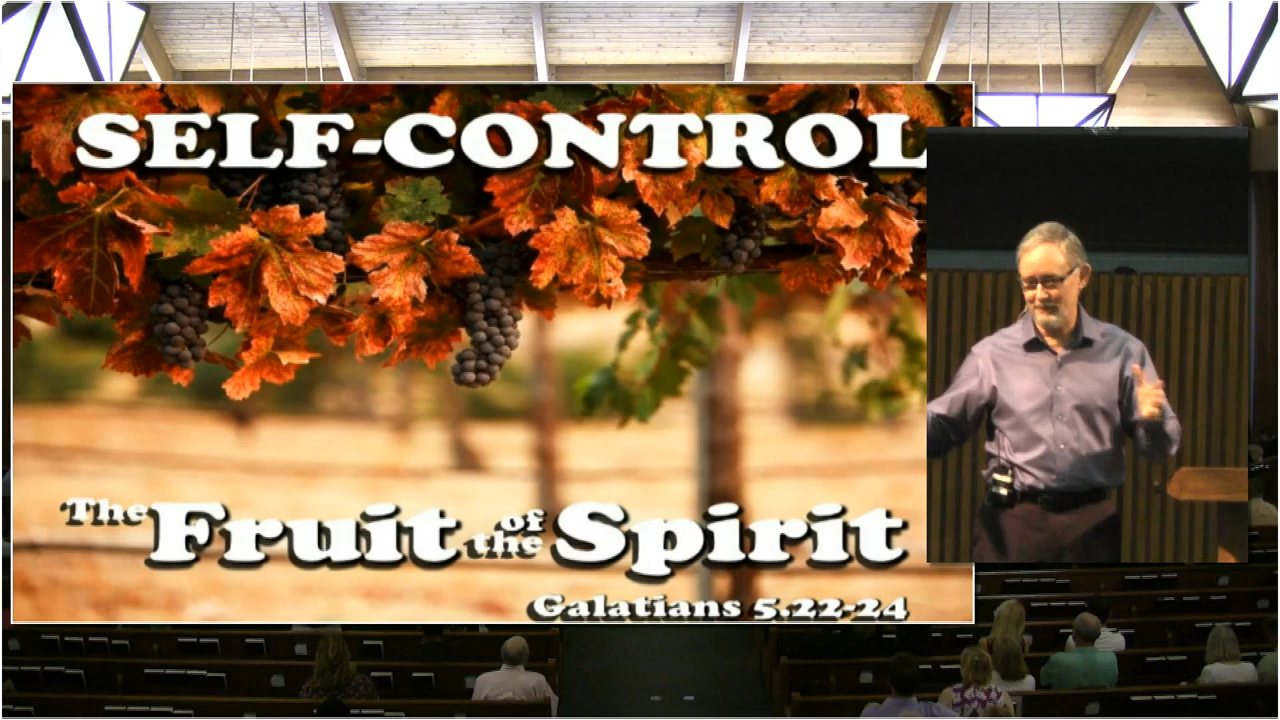 SELF-CONTROL
The Fruit of the Spirit
Galatians 5.22-24